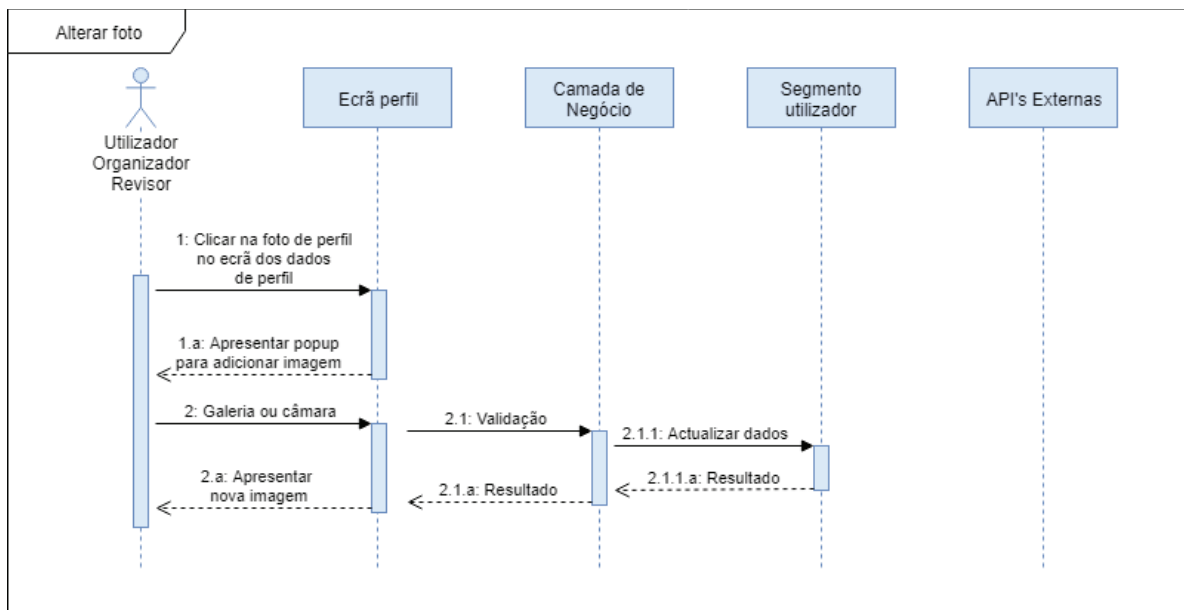 Alterar foto
Ecrã perfil
Camada de
Negócio
Segmento
utilizador
API's Externas
Utilizador
Organizador
Revisor
1: Clicar na foto de perfil
no ecrã dos dados
de perfil
1.a: Apresentar popup
para adicionar imagem
2: Galeria ou câmara
2.1: Validação
2.1.1: Actualizar dados
2.1.1.a: Resultado
2.1.a: Resultado
2.a: Apresentar
nova imagem